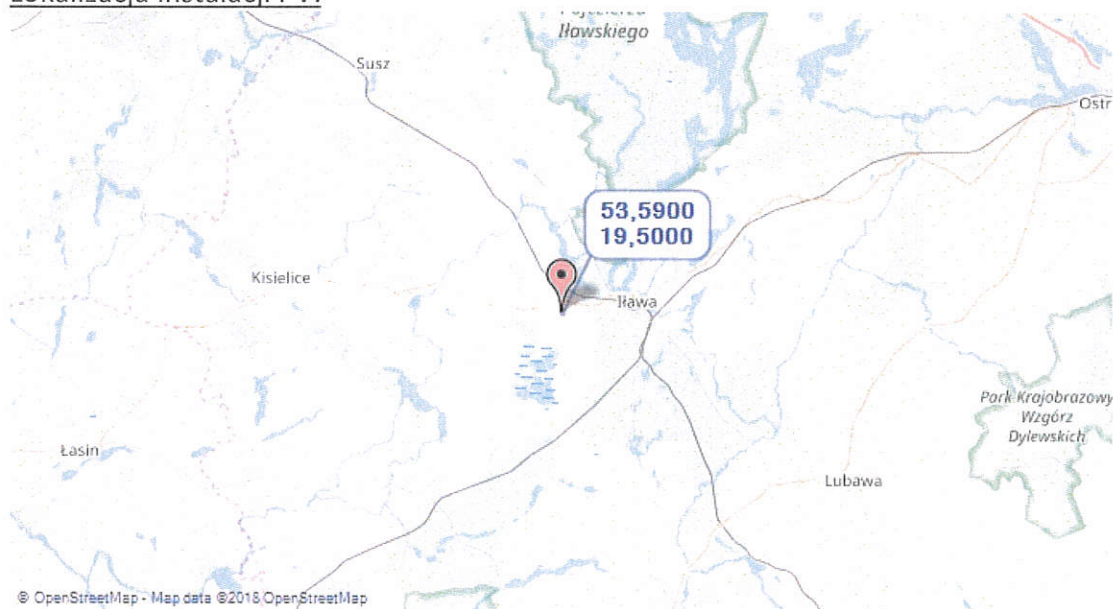 Iławskiego
Susz
Ostr
53,5900
19,5000
Kisielice
Iława
Park Krajobrazowy
Wzgórz
Dylewskich
Łasin
Lubawa
© OpenStreetMap - Map data ©2018 OpenStreetMap